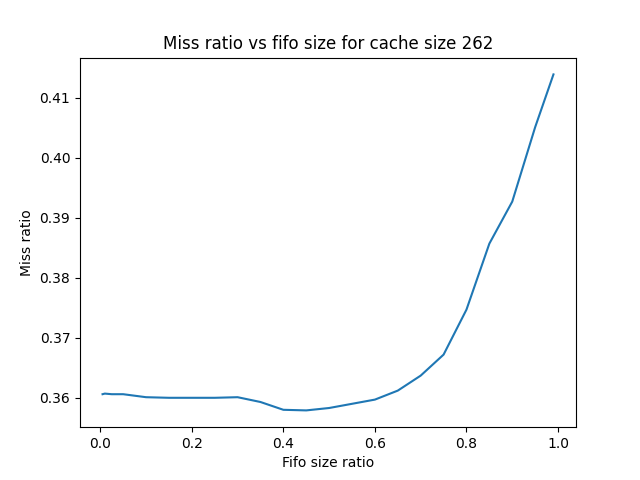 Miss ratio vs fifo size for cache size 262
0.41
0.40
0.39
0.38
0.37
0.36
Miss ratio
0.0 0.2 0.4 0.6 0.8 1.0
Fifo size ratio